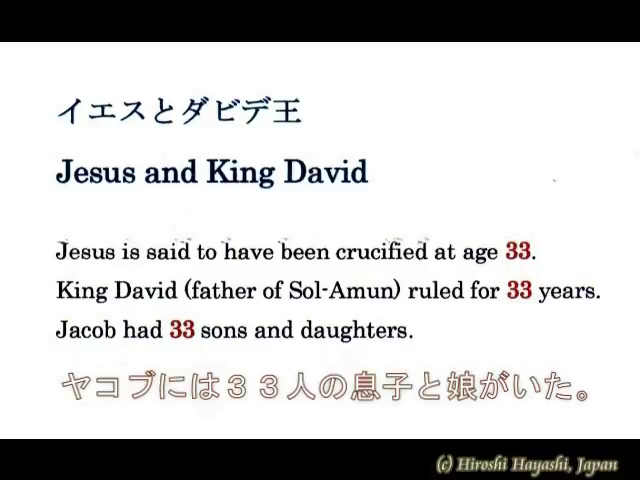 イエスとダビデ王
Jesus and King David
Jesus is said to have been crucified at age 33.
King David (father of Sol-Amun) ruled for 33 years.
Jacob had 33 sons and daughters.
ヤコブには３３人の息子と娘がいた。
(c) Hiroshi Hayashi, Japan